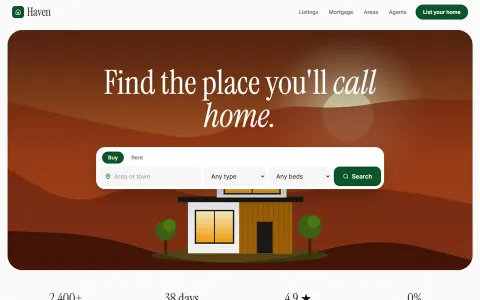 Haven
Listings
Mortgage
Areas
Agents
List your home
Find the place you'll call
home.
Buy
Rent
Area or town
Any type
Any beds
Search
2,400+
38 days
4.9 ★
0%